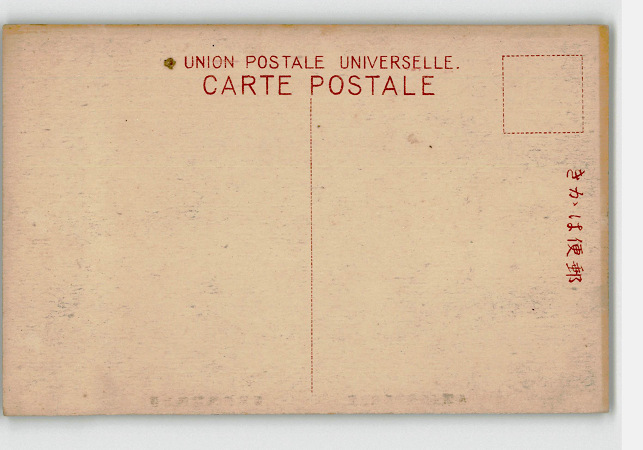 UNION POSTALE UNIVERSELLE.
CARTE POSTALE
きかは便郵